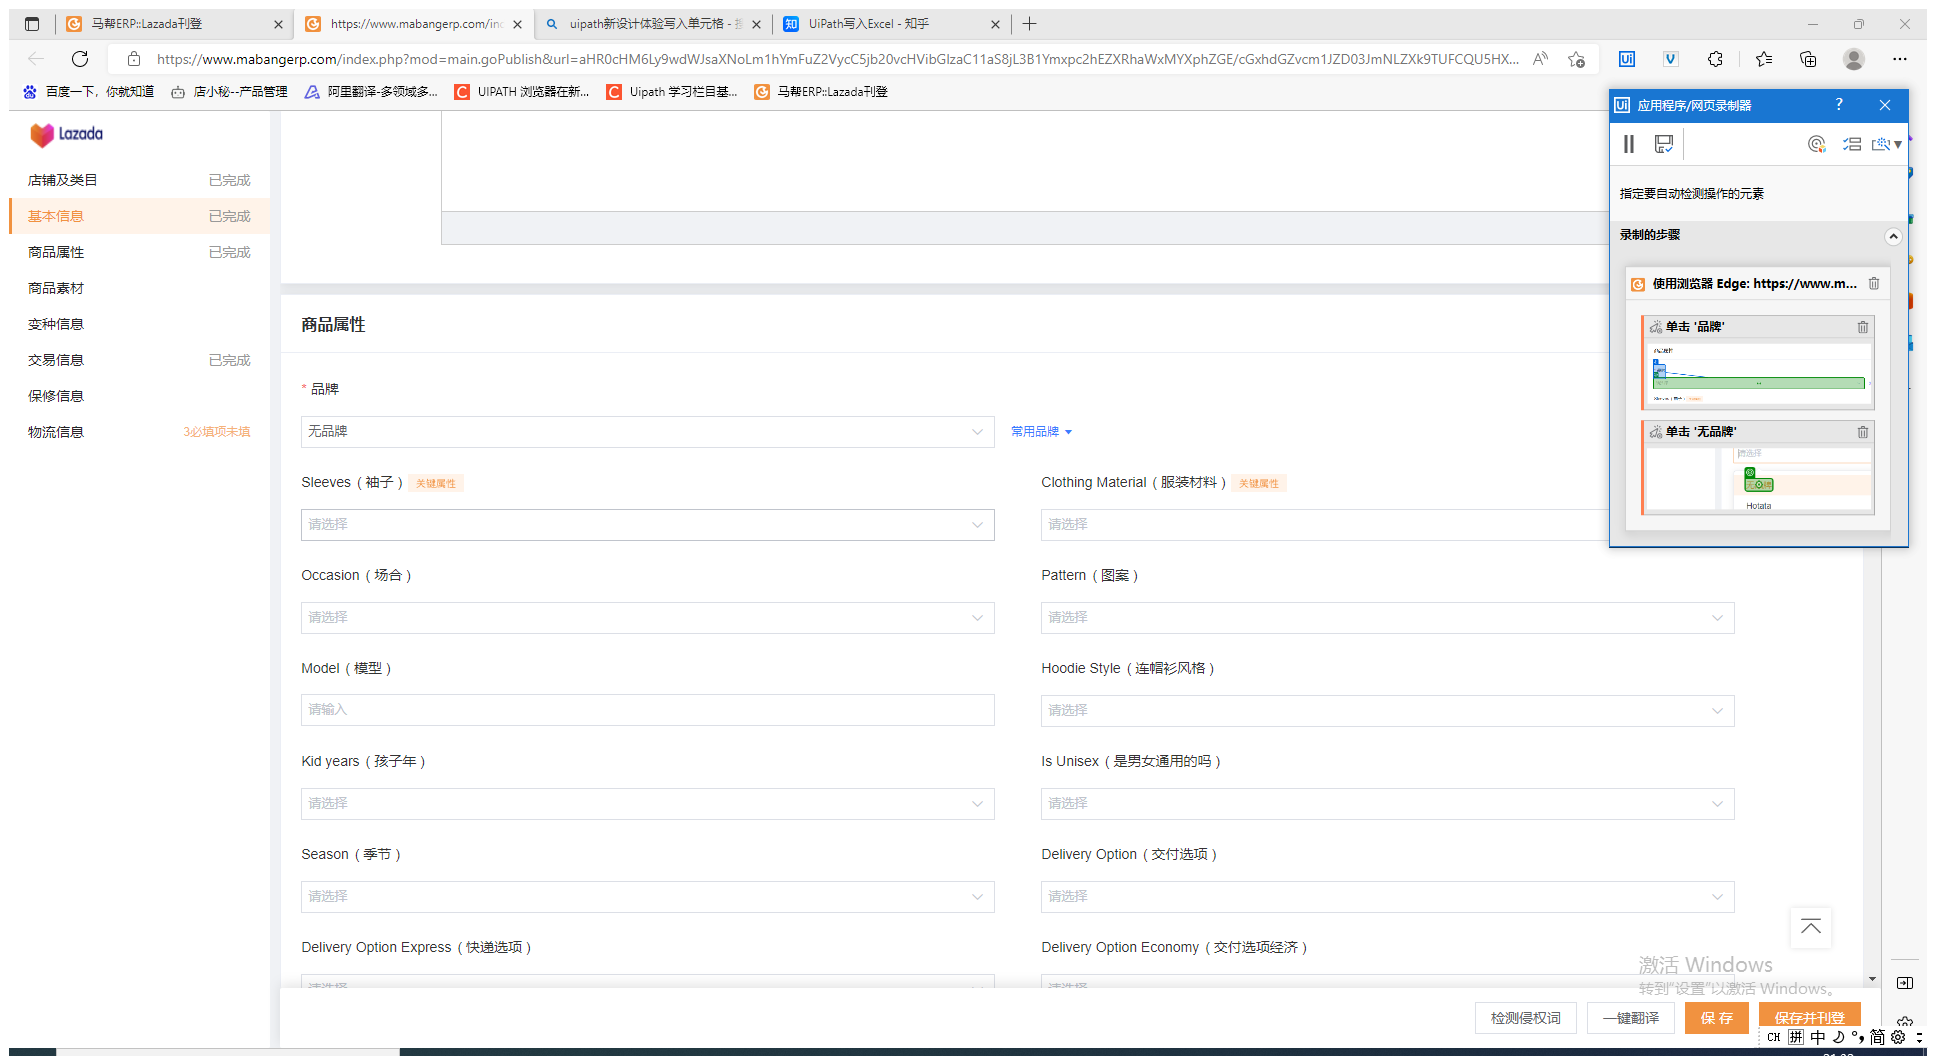 马帮ERP::Lazada刊登
https://www.mabangerp.com/inc
uipath新设计体验写入单元格 - 搜
知 UiPath写入Excel - 知乎
https://www.mabangerp.com/index.php?mod=main.goPublish&url=aHR0cHM6Ly9wdWJsaXNoLm1hYmFuZ2VycC5jb20vcHVibGlzaC11aS8jL3B1Ymxpc2hEZXRhaWxMYXphZGE/cGxhdGZvcm1JZD03JmNLZXk9TUFCQU5HX...
百度一下，你就知道
店小秘--产品管理
阿里翻译-多领域多...
UIPATH 浏览器在新...
Uipath 学习栏目基...
马帮ERP::Lazada刊登
Ui 应用程序/网页录制器 ?
指定要自动检测操作的元素
录制的步骤
使用浏览器 Edge: https://www.m...
单击 '品牌'
单击 '无品牌'
请选择
无品牌
Hotata
Lazada
店铺及类目 已完成
基本信息 已完成
商品属性 已完成
商品素材
变种信息
交易信息 已完成
保修信息
物流信息 3必填项未填
商品属性
* 品牌
无品牌 常用品牌
Sleeves（袖子） 关键属性
Clothing Material（服装材料） 关键属性
请选择
请选择
Occasion（场合）
Pattern（图案）
请选择
请选择
Model（模型）
Hoodie Style（连帽衫风格）
请输入
请选择
Kid years（孩子年）
Is Unisex（是男女通用的吗）
请选择
请选择
Season（季节）
Delivery Option（交付选项）
请选择
请选择
Delivery Option Express（快递选项）
Delivery Option Economy（交付选项经济）
请选择
请选择
激活 Windows
转到"设置"以激活 Windows。
检测侵权词
一键翻译
保 存
保存并刊登
CH 拼 中 简